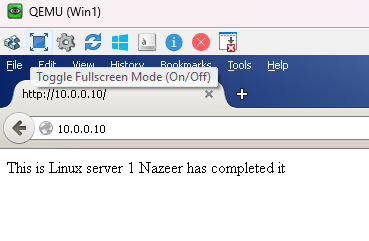 QEMU (Win1)
File Edit View History Bookmarks Tools Help
Toggle Fullscreen Mode (On/Off)
http://10.0.0.10/
10.0.0.10
This is Linux server 1 Nazeer has completed it